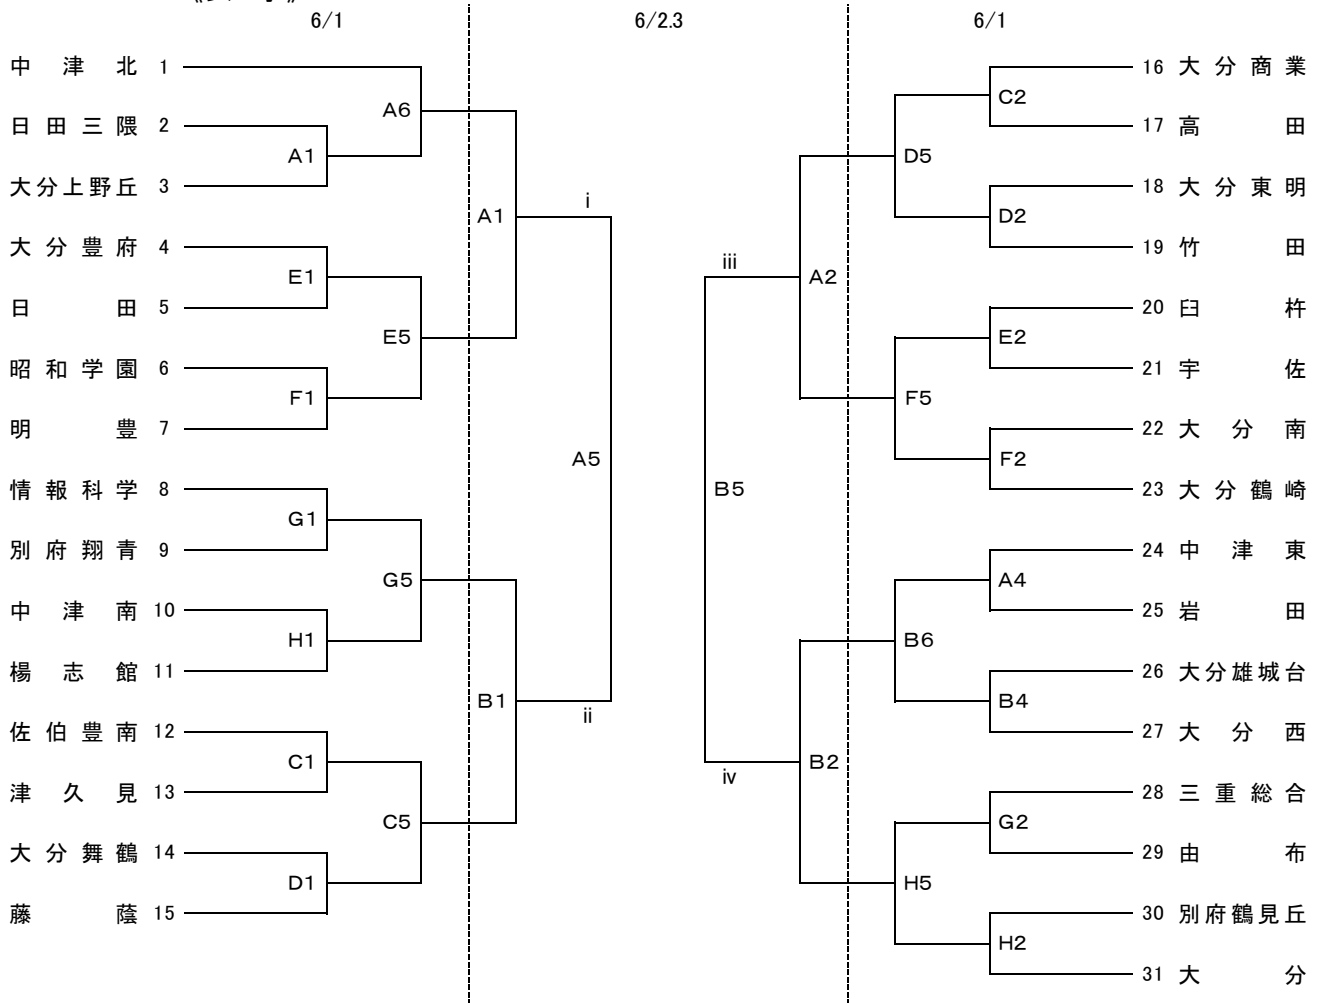 6/1 6/2.3 6/1
中津北 1
日田三隈 2
大分上野丘 3
大分豊府 4
日田 5
昭和学園 6
明豊 7
情報科学 8
別府翔青 9
中津南 10
楊志館 11
佐伯豊南 12
津久見 13
大分舞鶴 14
藤蔭 15
A6
A1
E1
E5
F1
G1
G5
H1
C1
C5
D1
A1
B1
i
ii
A5
iii
iv
B5
A2
B2
D5
F5
B6
H5
C2
D2
E2
F2
A4
B4
G2
H2
16 大分商業
17 高田
18 大分東明
19 竹田
20 臼杵
21 宇佐
22 大分南
23 大分鶴崎
24 中津東
25 岩田
26 大分雄城台
27 大分西
28 三重総合
29 由布
30 別府鶴見丘
31 大分